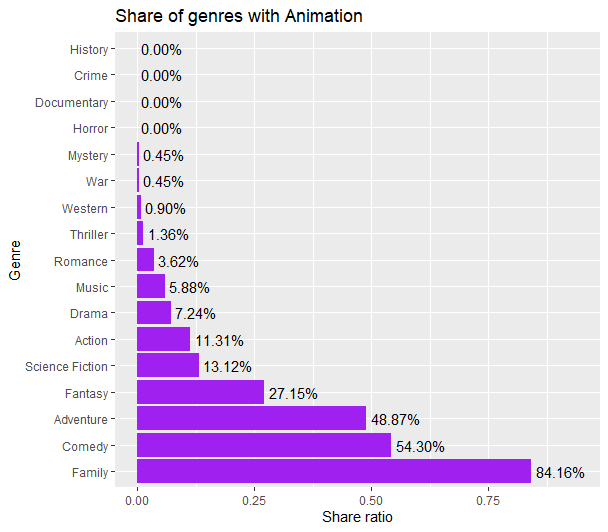 Share of genres with Animation
Genre
History 0.00%
Crime 0.00%
Documentary 0.00%
Horror 0.00%
Mystery 0.45%
War 0.45%
Western 0.90%
Thriller 1.36%
Romance 3.62%
Music 5.88%
Drama 7.24%
Action 11.31%
Science Fiction 13.12%
Fantasy 27.15%
Adventure 48.87%
Comedy 54.30%
Family 84.16%
0.00 0.25 0.50 0.75
Share ratio